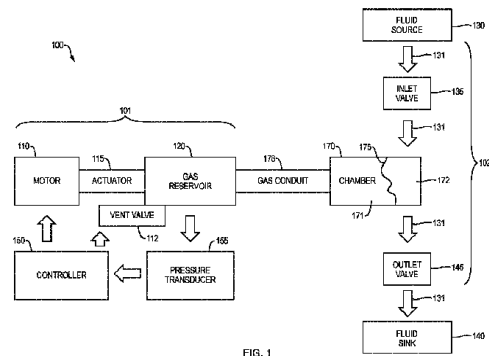 FLUID
SOURCE
130
100
131
INLET
VALVE
135
131
101
102
110
115
120
178
170
175
MOTOR
ACTUATOR
GAS
RESERVOIR
GAS CONDUIT
CHAMBER
172
171
VENT VALVE
112
131
160
155
CONTROLLER
PRESSURE
TRANSDUCER
OUTLET
VALVE
145
131
FLUID
SINK
140
FIG. 1